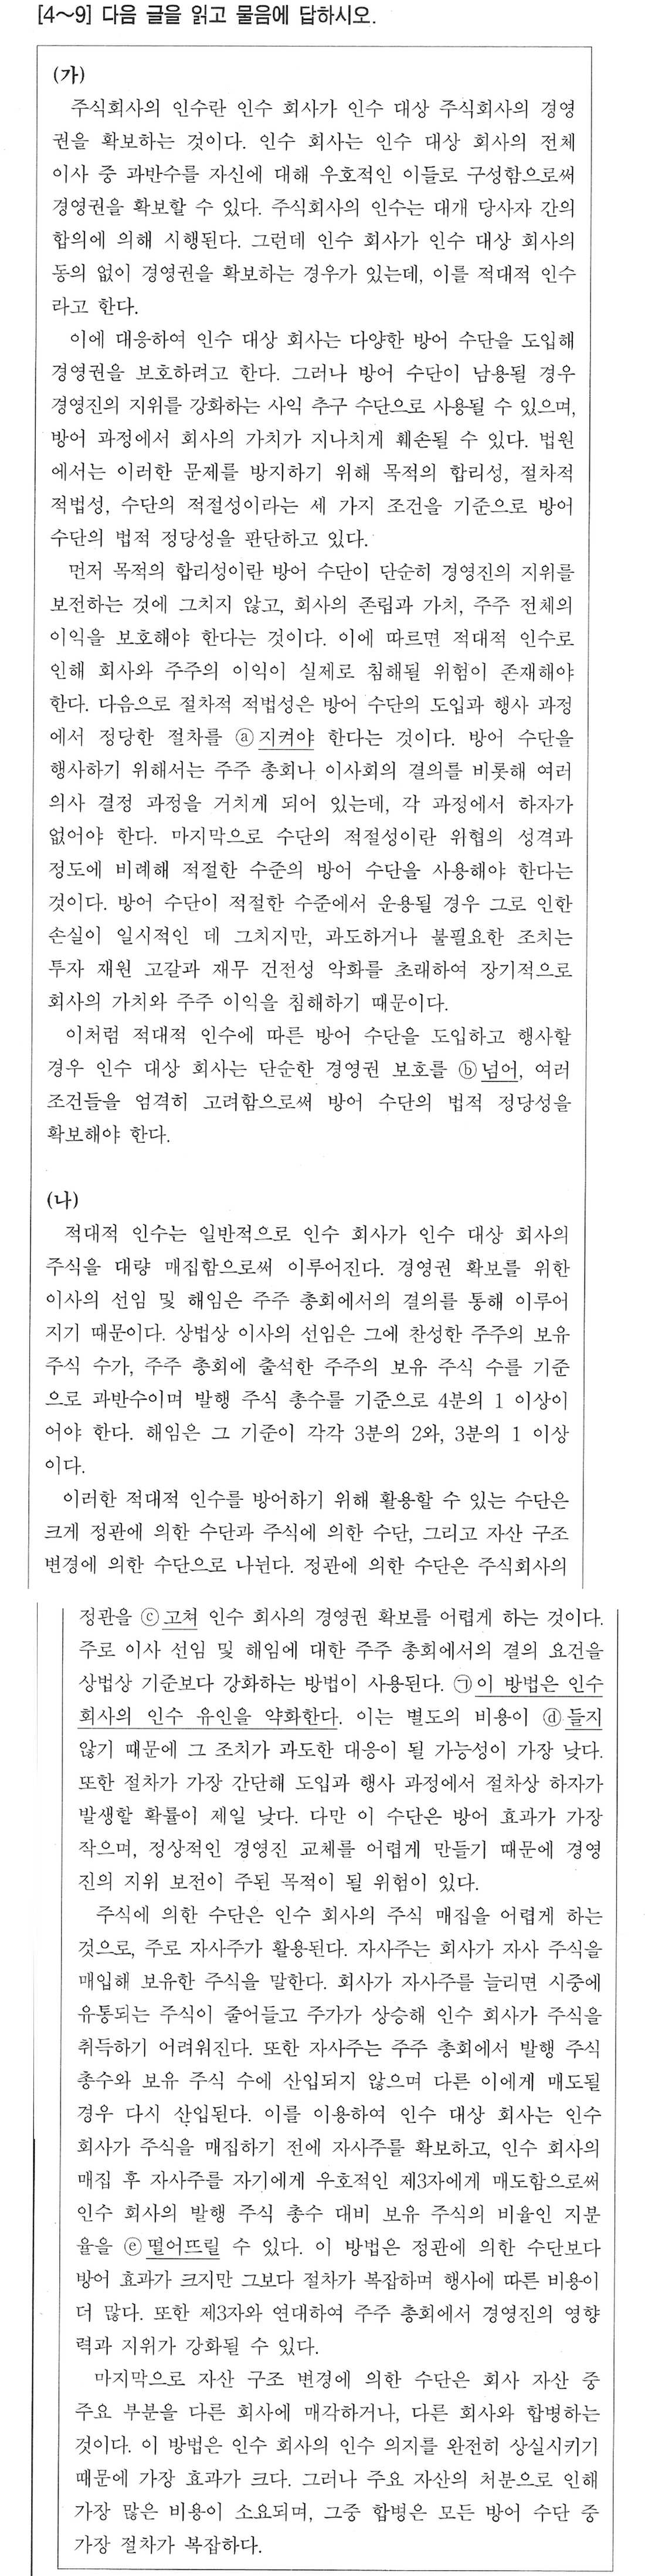 [4~9] 다음 글을 읽고 물음에 답하시오.
(가)
주식회사의 인수란 인수 회사가 인수 대상 주식회사의 경영
권을 확보하는 것이다. 인수 회사는 인수 대상 회사의 전체
이사 중 과반수를 자신에 대해 우호적인 이들로 구성함으로써
경영권을 확보할 수 있다. 주식회사의 인수는 대개 당사자 간의
합의에 의해 시행된다. 그런데 인수 회사가 인수 대상 회사의
동의 없이 경영권을 확보하는 경우가 있는데, 이를 적대적 인수
라고 한다.
이에 대응하여 인수 대상 회사는 다양한 방어 수단을 도입해
경영권을 보호하려고 한다. 그러나 방어 수단이 남용될 경우
경영진의 지위를 강화하는 사익 추구 수단으로 사용될 수 있으며,
방어 과정에서 회사의 가치가 지나치게 훼손될 수 있다. 법원
에서는 이러한 문제를 방지하기 위해 목적의 합리성, 절차적
적법성, 수단의 적절성이라는 세 가지 조건을 기준으로 방어
수단의 법적 정당성을 판단하고 있다.
먼저 목적의 합리성이란 방어 수단이 단순히 경영진의 지위를
보전하는 것에 그치지 않고, 회사의 존립과 가치, 주주 전체의
이익을 보호해야 한다는 것이다. 이에 따르면 적대적 인수로
인해 회사와 주주의 이익이 실제로 침해될 위험이 존재해야
한다. 다음으로 절차적 적법성은 방어 수단의 도입과 행사 과정
에서 정당한 절차를 ⓐ지켜야 한다는 것이다. 방어 수단을
행사하기 위해서는 주주 총회나 이사회의 결의를 비롯해 여러
의사 결정 과정을 거치게 되어 있는데, 각 과정에서 하자가
없어야 한다. 마지막으로 수단의 적절성이란 위협의 성격과
정도에 비례해 적절한 수준의 방어 수단을 사용해야 한다는
것이다. 방어 수단이 적절한 수준에서 운용될 경우 그로 인한
손실이 일시적인 데 그치지만, 과도하거나 불필요한 조치는
투자 재원 고갈과 재무 건전성 악화를 초래하여 장기적으로
회사의 가치와 주주 이익을 침해하기 때문이다.
이처럼 적대적 인수에 따른 방어 수단을 도입하고 행사할
경우 인수 대상 회사는 단순한 경영권 보호를 ⓑ넘어, 여러
조건들을 엄격히 고려함으로써 방어 수단의 법적 정당성을
확보해야 한다.
(나)
적대적 인수는 일반적으로 인수 회사가 인수 대상 회사의
주식을 대량 매집함으로써 이루어진다. 경영권 확보를 위한
이사의 선임 및 해임은 주주 총회에서의 결의를 통해 이루어
지기 때문이다. 상법상 이사의 선임은 그에 찬성한 주주의 보유
주식 수가, 주주 총회에 출석한 주주의 보유 주식 수를 기준
으로 과반수이며 발행 주식 총수를 기준으로 4분의 1 이상이
어야 한다. 해임은 그 기준이 각각 3분의 2와, 3분의 1 이상
이다.
이러한 적대적 인수를 방어하기 위해 활용할 수 있는 수단은
크게 정관에 의한 수단과 주식에 의한 수단, 그리고 자산 구조
변경에 의한 수단으로 나뉜다. 정관에 의한 수단은 주식회사의
정관을 ⓒ고쳐 인수 회사의 경영권 확보를 어렵게 하는 것이다.
주로 이사 선임 및 해임에 대한 주주 총회에서의 결의 요건을
상법상 기준보다 강화하는 방법이 사용된다. ㉠이 방법은 인수
회사의 인수 유인을 약화한다. 이는 별도의 비용이 ⓓ들지
않기 때문에 그 조치가 과도한 대응이 될 가능성이 가장 낮다.
또한 절차가 가장 간단해 도입과 행사 과정에서 절차상 하자가
발생할 확률이 제일 낮다. 다만 이 수단은 방어 효과가 가장
작으며, 정상적인 경영진 교체를 어렵게 만들기 때문에 경영
진의 지위 보전이 주된 목적이 될 위험이 있다.
주식에 의한 수단은 인수 회사의 주식 매집을 어렵게 하는
것으로, 주로 자사주가 활용된다. 자사주는 회사가 자사 주식을
매입해 보유한 주식을 말한다. 회사가 자사주를 늘리면 시중에
유통되는 주식이 줄어들고 주가가 상승해 인수 회사가 주식을
취득하기 어려워진다. 또한 자사주는 주주 총회에서 발행 주식
총수와 보유 주식 수에 산입되지 않으며 다른 이에게 매도될
경우 다시 산입된다. 이를 이용하여 인수 대상 회사는 인수
회사가 주식을 매집하기 전에 자사주를 확보하고, 인수 회사의
매집 후 자사주를 자기에게 우호적인 제3자에게 매도함으로써
인수 회사의 발행 주식 총수 대비 보유 주식의 비율인 지분
율을 ⓔ떨어뜨릴 수 있다. 이 방법은 정관에 의한 수단보다
방어 효과가 크지만 그보다 절차가 복잡하며 행사에 따른 비용이
더 많다. 또한 제3자와 연대하여 주주 총회에서 경영진의 영향
력과 지위가 강화될 수 있다.
마지막으로 자산 구조 변경에 의한 수단은 회사 자산 중
주요 부분을 다른 회사에 매각하거나, 다른 회사와 합병하는
것이다. 이 방법은 인수 회사의 인수 의지를 완전히 상실시키기
때문에 가장 효과가 크다. 그러나 주요 자산의 처분으로 인해
가장 많은 비용이 소요되며, 그중 합병은 모든 방어 수단 중
가장 절차가 복잡하다.